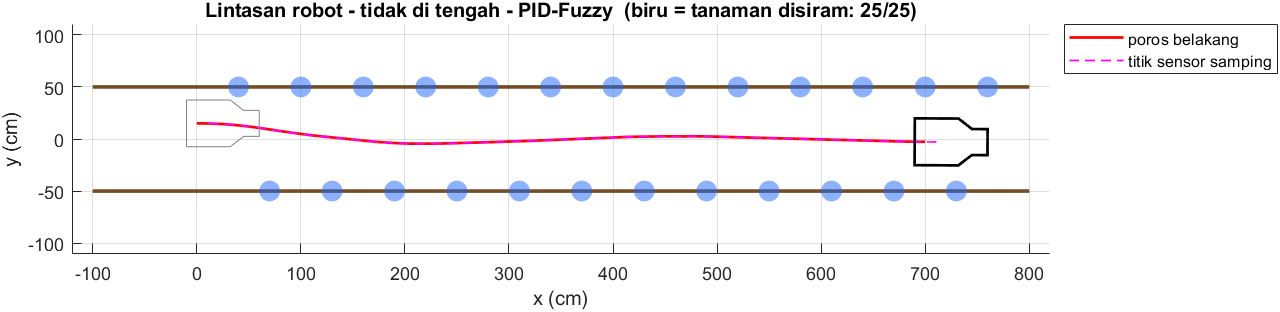 Lintasan robot - tidak di tengah - PID-Fuzzy (biru = tanaman disiram: 25/25)
poros belakang
titik sensor samping
y (cm)
100
50
0
-50
-100
-100 0 100 200 300 400 500 600 700 800
x (cm)